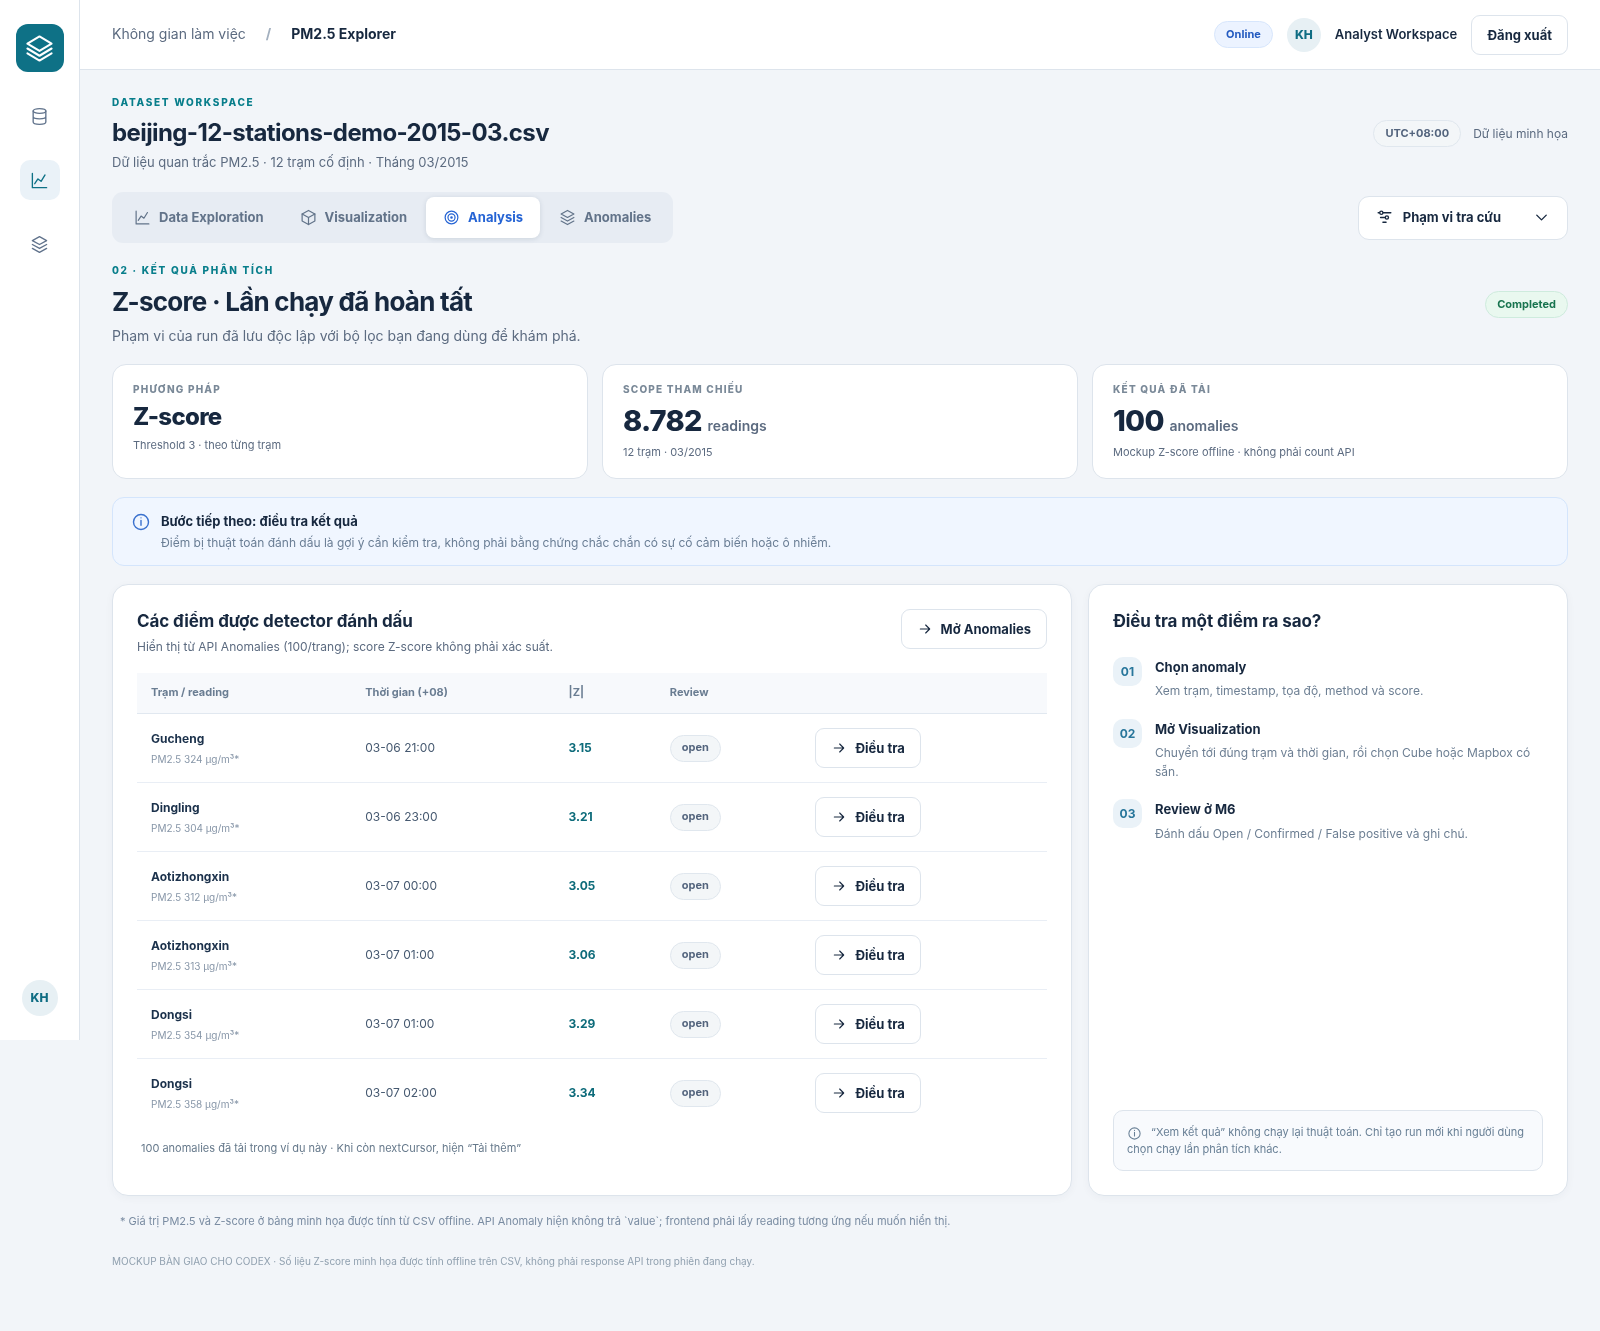 Không gian làm việc / PM2.5 Explorer
Online
KH
Analyst Workspace
Đăng xuất
DATASET WORKSPACE
beijing-12-stations-demo-2015-03.csv
Dữ liệu quan trắc PM2.5 · 12 trạm cố định · Tháng 03/2015
UTC+08:00
Dữ liệu minh họa
Data Exploration
Visualization
Analysis
Anomalies
Phạm vi tra cứu
02 · KẾT QUẢ PHÂN TÍCH
Z-score · Lần chạy đã hoàn tất
Phạm vi của run đã lưu độc lập với bộ lọc bạn đang dùng để khám phá.
Completed
PHƯƠNG PHÁP
Z-score
Threshold 3 · theo từng trạm
SCOPE THAM CHIẾU
8.782 readings
12 trạm · 03/2015
KẾT QUẢ ĐÃ TẢI
100 anomalies
Mockup Z-score offline · không phải count API
Bước tiếp theo: điều tra kết quả
Điểm bị thuật toán đánh dấu là gợi ý cần kiểm tra, không phải bằng chứng chắc chắn có sự cố cảm biến hoặc ô nhiễm.
Các điểm được detector đánh dấu
Hiển thị từ API Anomalies (100/trang); score Z-score không phải xác suất.
Mở Anomalies
Trạm / reading Thời gian (+08) |Z| Review
Gucheng
PM2.5 324 µg/m³*
03-06 21:00 3.15 open Điều tra
Dingling
PM2.5 304 µg/m³*
03-06 23:00 3.21 open Điều tra
Aotizhongxin
PM2.5 312 µg/m³*
03-07 00:00 3.05 open Điều tra
Aotizhongxin
PM2.5 313 µg/m³*
03-07 01:00 3.06 open Điều tra
Dongsi
PM2.5 354 µg/m³*
03-07 01:00 3.29 open Điều tra
Dongsi
PM2.5 358 µg/m³*
03-07 02:00 3.34 open Điều tra
100 anomalies đã tải trong ví dụ này · Khi còn nextCursor, hiện “Tải thêm”
Điều tra một điểm ra sao?
01 Chọn anomaly
Xem trạm, timestamp, tọa độ, method và score.
02 Mở Visualization
Chuyển tới đúng trạm và thời gian, rồi chọn Cube hoặc Mapbox có
sẵn.
03 Review ở M6
Đánh dấu Open / Confirmed / False positive và ghi chú.
“Xem kết quả” không chạy lại thuật toán. Chỉ tạo run mới khi người dùng
chọn chạy lần phân tích khác.
* Giá trị PM2.5 và Z-score ở bảng minh họa được tính từ CSV offline. API Anomaly hiện không trả `value`; frontend phải lấy reading tương ứng nếu muốn hiển thị.
MOCKUP BÀN GIAO CHO CODEX · Số liệu Z-score minh họa được tính offline trên CSV, không phải response API trong phiên đang chạy.
KH